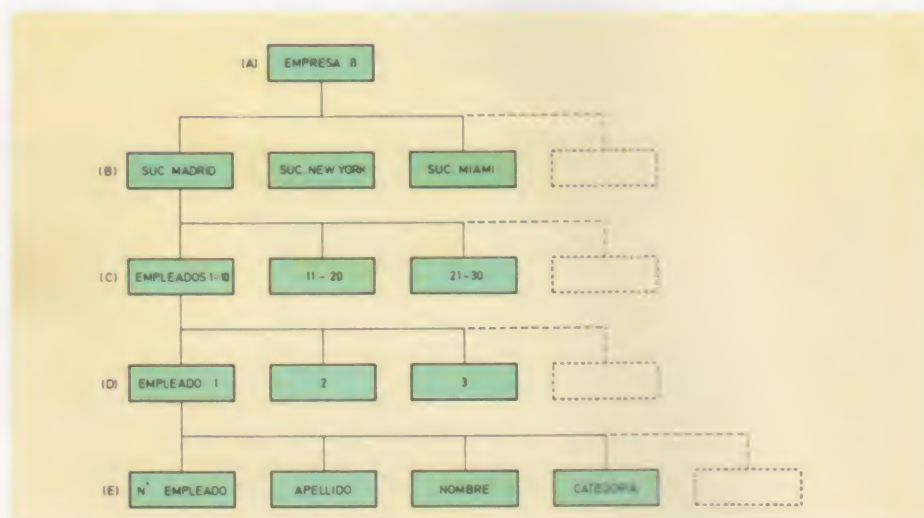 (A) EMPRESA 8
(B) SUC. MADRID SUC. NEW YORK SUC. MIAMI
(C) EMPLEADOS 1-10 11-20 21-30
(D) EMPLEADO 1 2 3
(E) N° EMPLEADO APELLIDO NOMBRE CATEGORIA